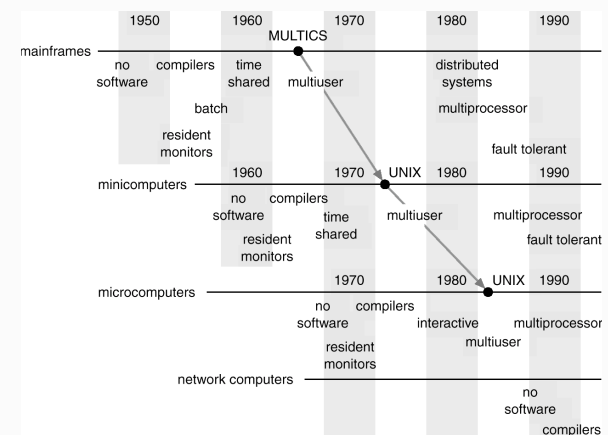 1950 1960 1970 1980 1990
MULTICS
mainframes
no software
compilers
time shared
multiuser
distributed systems
batch
multiprocessor
resident monitors
fault tolerant
1960 1970 UNIX 1980 1990
minicomputers
no software
compilers
time shared
multiuser
multiprocessor
resident monitors
fault tolerant
1970 1980 UNIX 1990
microcomputers
no software
compilers
interactive
multiprocessor
multiuser
resident monitors
network computers
no software
compilers